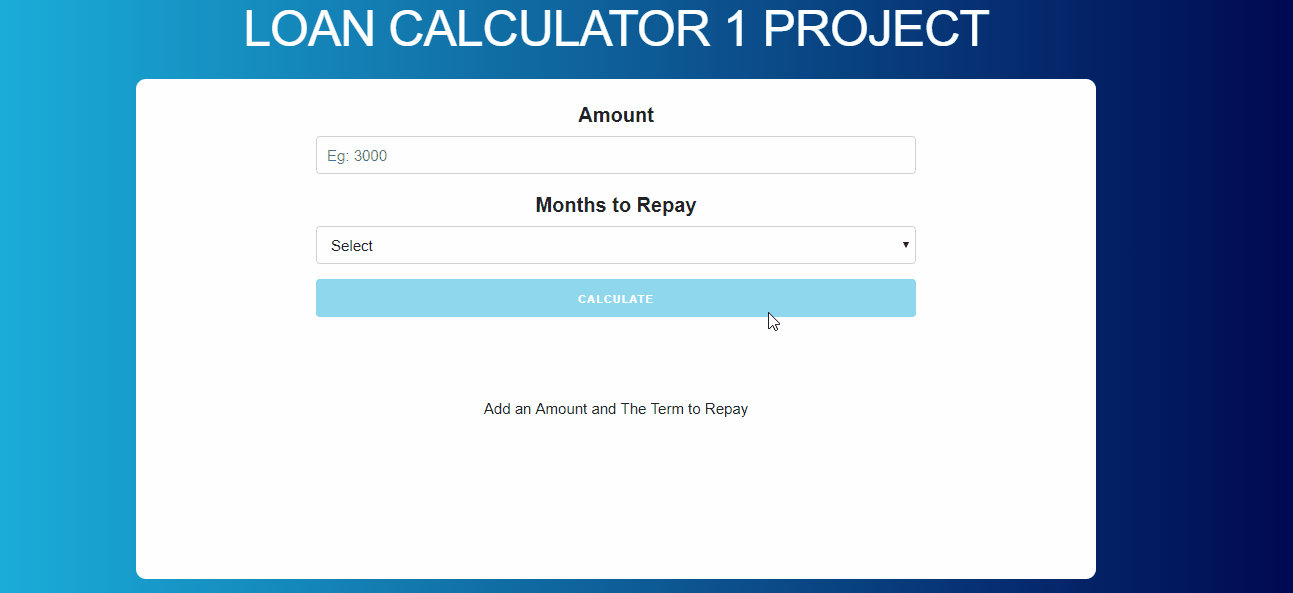 LOAN CALCULATOR 1 PROJECT
Amount
Eg: 3000
Months to Repay
Select
CALCULATE
Add an Amount and The Term to Repay